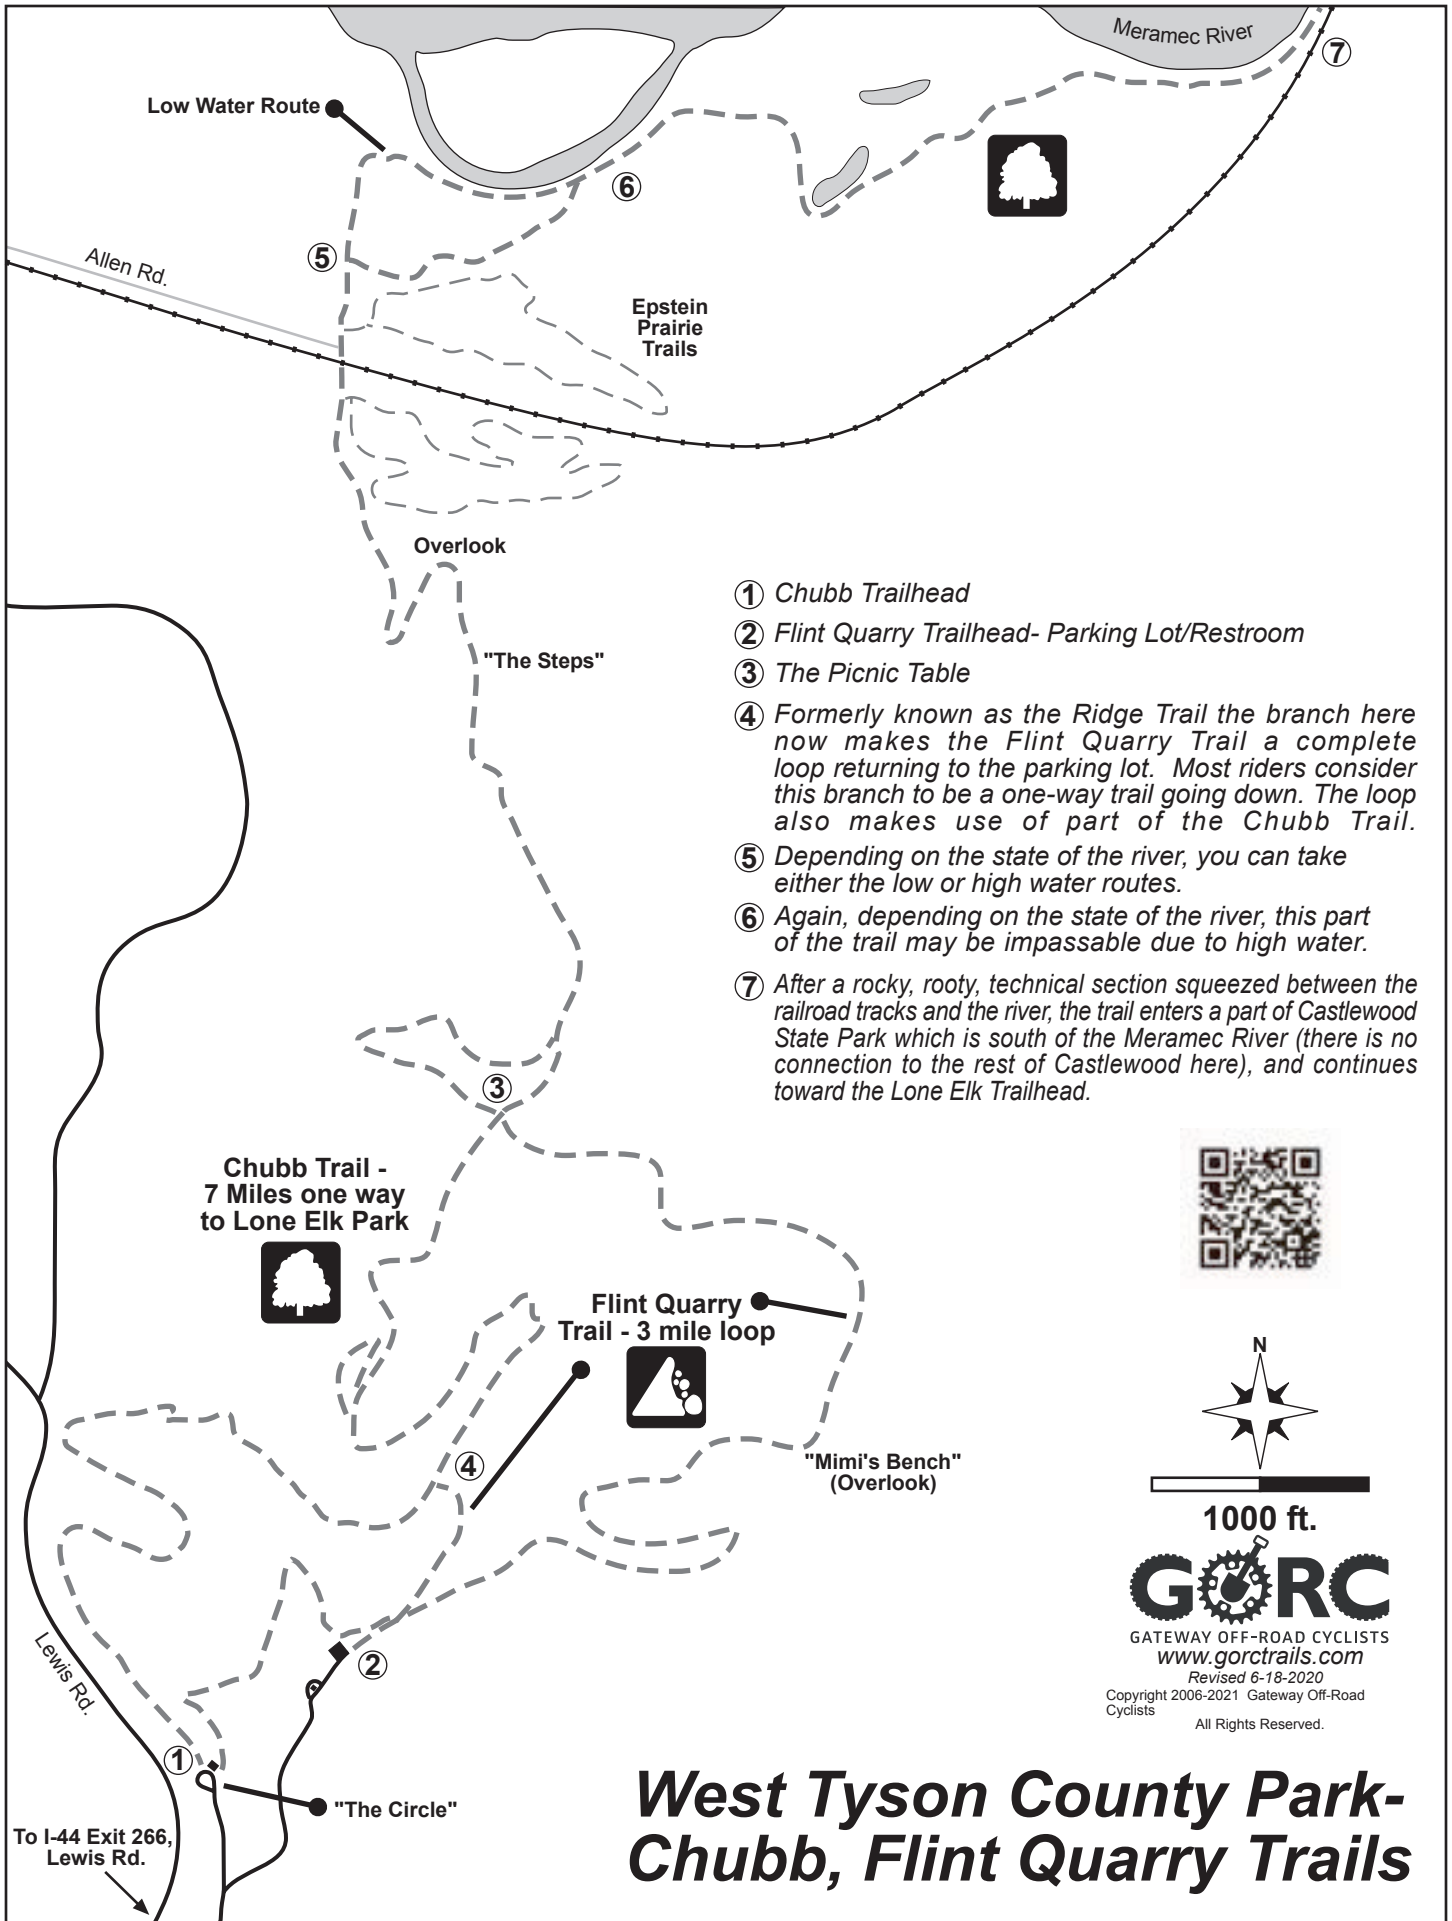 Meramec River
7
Low Water Route
6
5
Allen Rd.
Epstein
Prairie
Trails
Overlook
"The Steps"
1 Chubb Trailhead
2 Flint Quarry Trailhead- Parking Lot/Restroom
3 The Picnic Table
4 Formerly known as the Ridge Trail the branch here
now makes the Flint Quarry Trail a complete
loop returning to the parking lot. Most riders consider
this branch to be a one-way trail going down. The loop
also makes use of part of the Chubb Trail.
5 Depending on the state of the river, you can take
either the low or high water routes.
6 Again, depending on the state of the river, this part
of the trail may be impassable due to high water.
7 After a rocky, rooty, technical section squeezed between the
railroad tracks and the river, the trail enters a part of Castlewood
State Park which is south of the Meramec River (there is no
connection to the rest of Castlewood here), and continues
toward the Lone Elk Trailhead.
3
Chubb Trail -
7 Miles one way
to Lone Elk Park
Flint Quarry
Trail - 3 mile loop
N
4
"Mimi's Bench"
(Overlook)
1000 ft.
GORC
GATEWAY OFF-ROAD CYCLISTS
www.gorctrails.com
Revised 6-18-2020
Copyright 2006-2021 Gateway Off-Road
Cyclists
All Rights Reserved.
Lewis Rd.
2
1
"The Circle"
To I-44 Exit 266,
Lewis Rd.
West Tyson County Park-
Chubb, Flint Quarry Trails